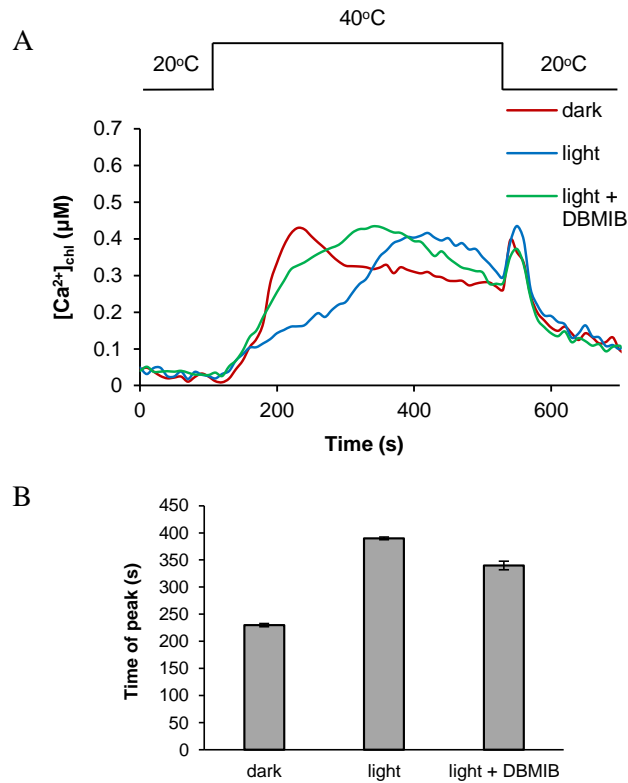 A
40°C
20°C
20°C
dark
light
light +
DBMIB
[Ca²⁺]chl (µM)
0.7
0.6
0.5
0.4
0.3
0.2
0.1
0
0
200
400
600
Time (s)
B
Time of peak (s)
450
400
350
300
250
200
150
100
50
0
dark
light
light + DBMIB